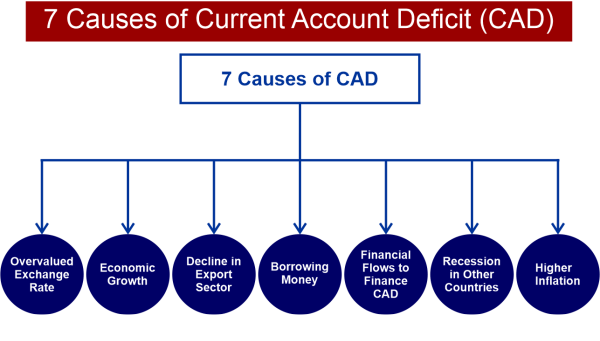 7 Causes of Current Account Deficit (CAD)
7 Causes of CAD
Overvalued
Exchange
Rate
Economic
Growth
Decline in
Export
Sector
Borrowing
Money
Financial
Flows to
Finance
CAD
Recession
in Other
Countries
Higher
Inflation